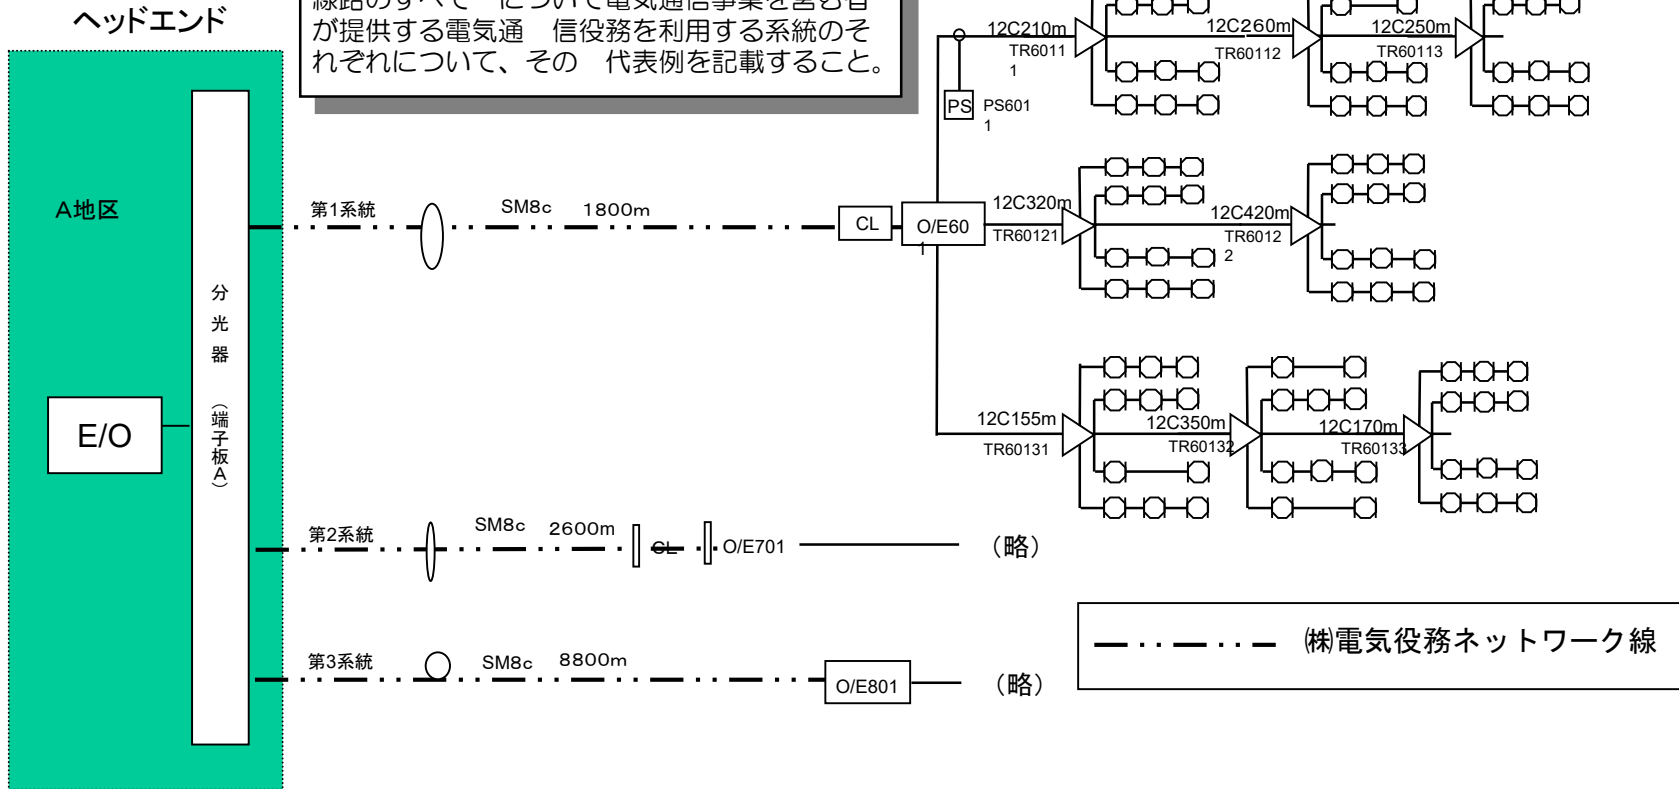 ヘッドエンド
線路のすべて について電気通信事業を営む者
が提供する電気通 信役務を利用する系統のそ
れぞれについて、その 代表例を記載すること。
12C210m
TR6011
1
12C260m
TR60112
12C250m
TR60113
PS
PS601
1
A地区
第1系統
SM8c
1800m
CL
O/E60
1
12C320m
TR60121
12C420m
TR6012
2
分光器 (端子板A)
E/O
12C155m
TR60131
12C350m
TR60132
12C170m
TR60133
第2系統
SM8c
2600m
CL
O/E701
(略)
第3系統
SM8c
8800m
O/E801
(略)
㈱電気役務ネットワーク線